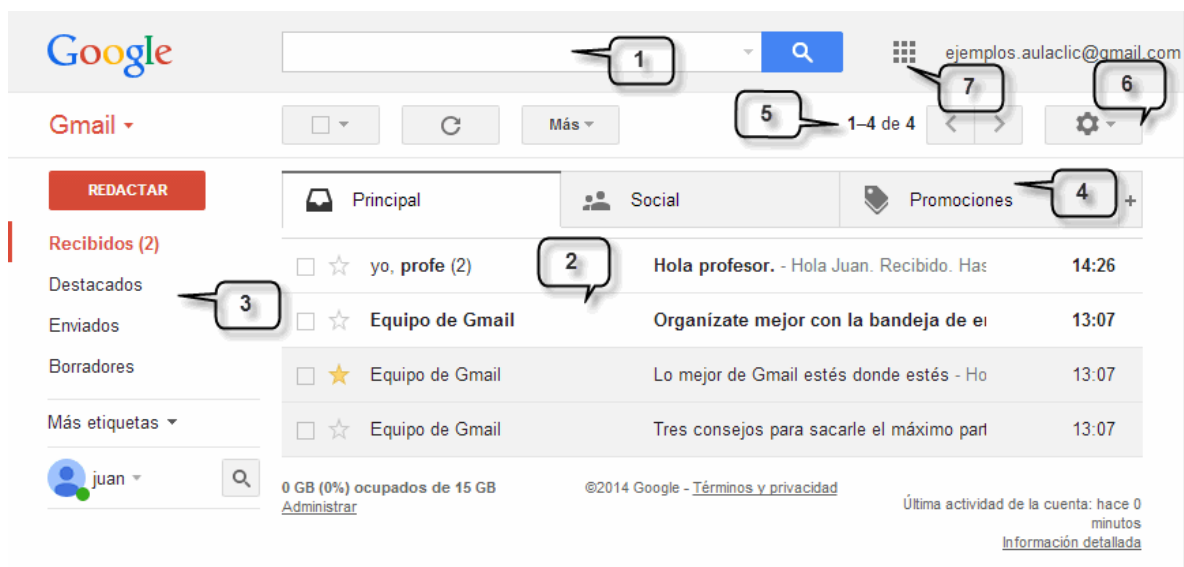 Google
1
ejemplos.aulaclic@gmail.com
7
6
Gmail
Más
5
1–4 de 4
REDACTAR
Principal
Social
Promociones
4
+
Recibidos (2)
Destacados
3
Enviados
Borradores
Más etiquetas
juan
yo, profe (2)
2
Hola profesor. - Hola Juan. Recibido. Has
14:26
Equipo de Gmail
Organízate mejor con la bandeja de
13:07
Equipo de Gmail
Lo mejor de Gmail estés donde estés - Ho
13:07
Equipo de Gmail
Tres consejos para sacarle el máximo
13:07
0 GB (0%) ocupados de 15 GB
Administrar
©2014 Google - Términos y privacidad
Última actividad de la cuenta: hace 0
minutos
Información detallada